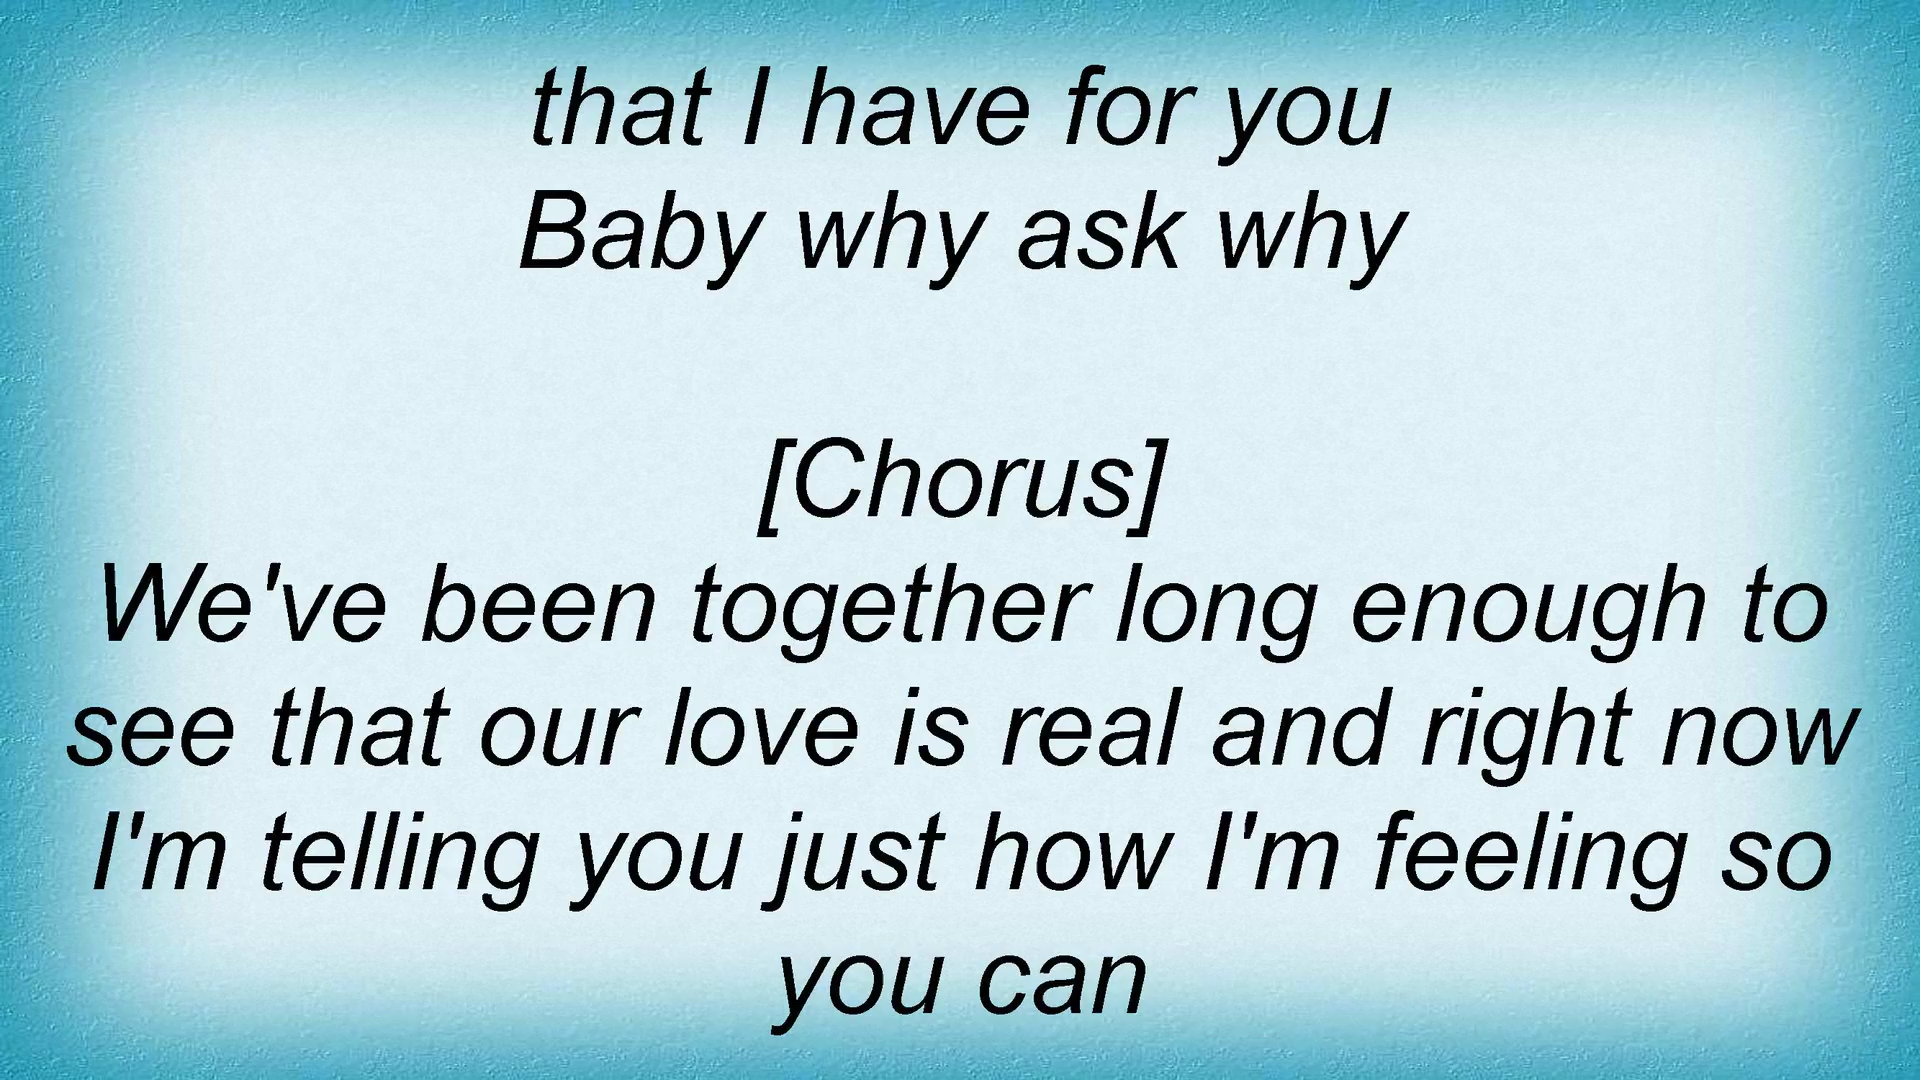 that I have for you
Baby why ask why
[Chorus]
We've been together long enough to
see that our love is real and right now
I'm telling you just how I'm feeling so
you can